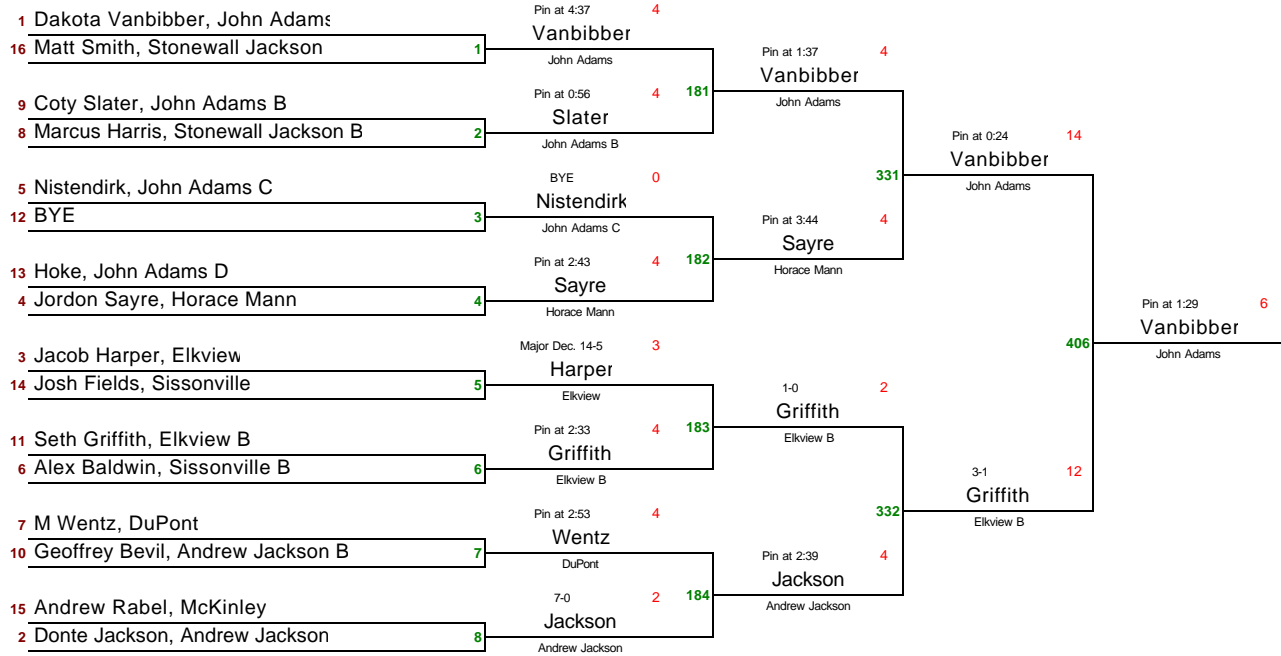 1 Dakota Vanbibber, John Adams
16 Matt Smith, Stonewall Jackson
1
9 Coty Slater, John Adams B
8 Marcus Harris, Stonewall Jackson B
2
5 Nistendirk, John Adams C
12 BYE
3
13 Hoke, John Adams D
4 Jordon Sayre, Horace Mann
4
3 Jacob Harper, Elkview
14 Josh Fields, Sissonville
5
11 Seth Griffith, Elkview B
6 Alex Baldwin, Sissonville B
6
7 M Wentz, DuPont
10 Geoffrey Bevil, Andrew Jackson B
7
15 Andrew Rabel, McKinley
2 Donte Jackson, Andrew Jackson
8
Pin at 4:37 4
Vanbibber
John Adams
Pin at 0:56 4
Slater
John Adams B
181
BYE 0
Nistendirk
John Adams C
Pin at 2:43 4
Sayre
Horace Mann
182
Major Dec. 14-5 3
Harper
Elkview
Pin at 2:33 4
Griffith
Elkview B
183
Pin at 2:53 4
Wentz
DuPont
7-0 2
Jackson
Andrew Jackson
184
Pin at 1:37 4
Vanbibber
John Adams
Pin at 3:44 4
Sayre
Horace Mann
331
1-0 2
Griffith
Elkview B
Pin at 2:39 4
Jackson
Andrew Jackson
332
Pin at 0:24 14
Vanbibber
John Adams
3-1 12
Griffith
Elkview B
406
Pin at 1:29 6
Vanbibber
John Adams